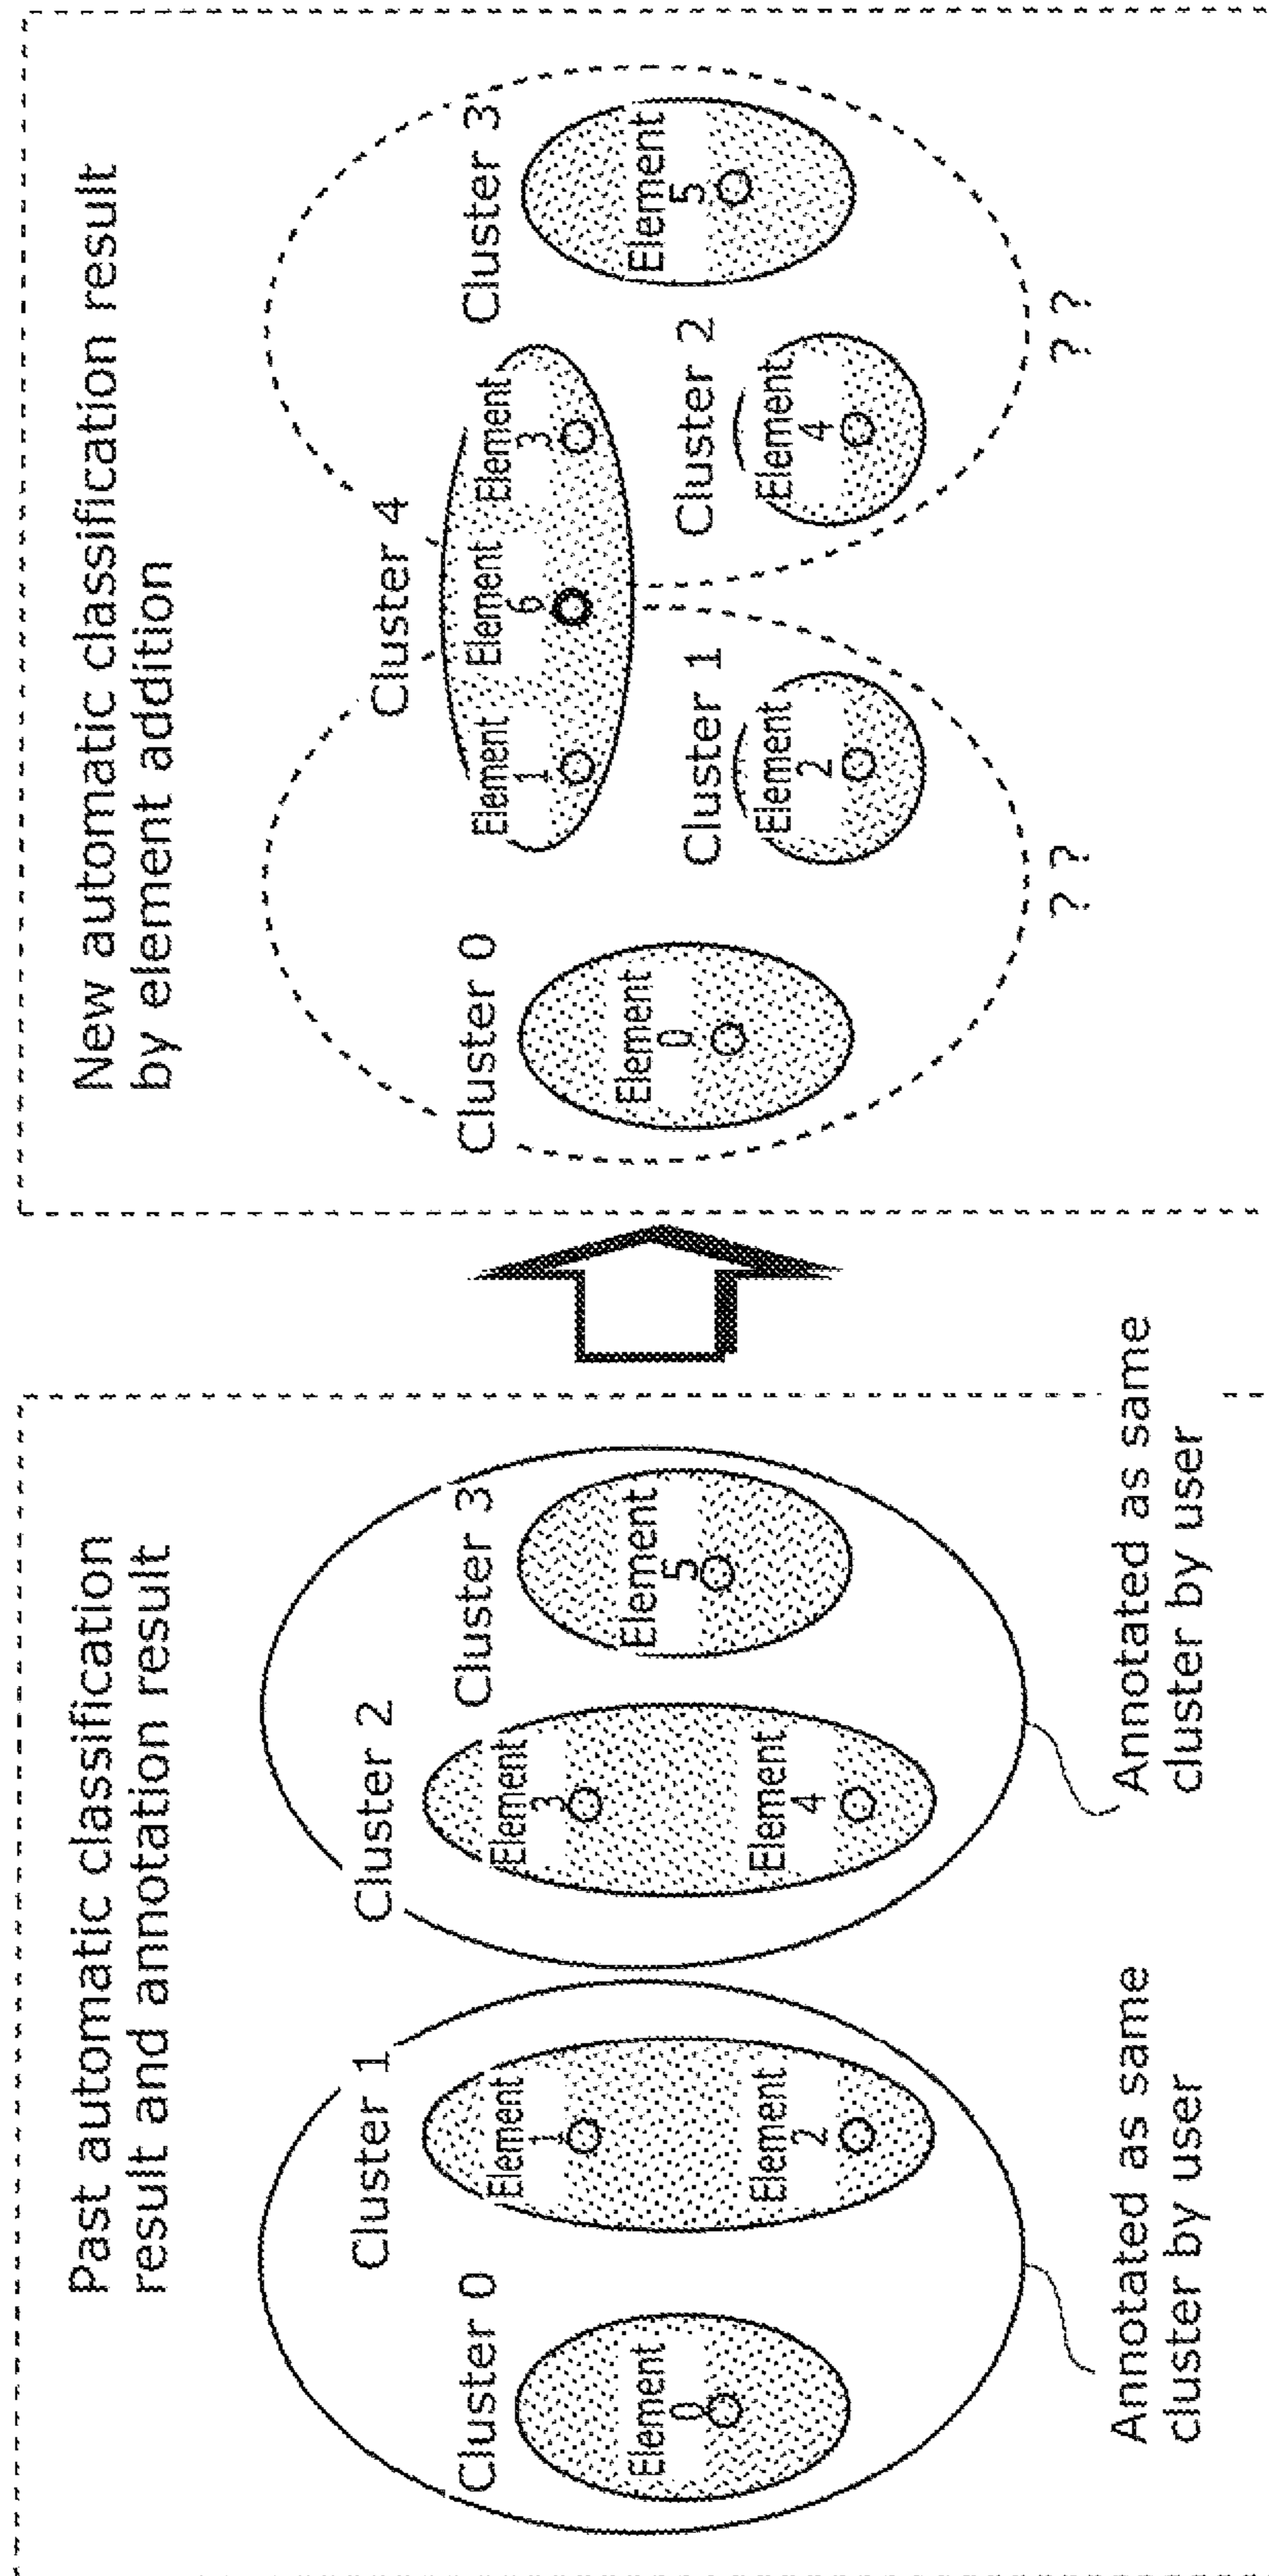 Past automatic classification
result and annotation result
Cluster 0
Element
0
Cluster 1
Element
1
Element
2
Annotated as same
cluster by user
Cluster 2
Element
3
Element
4
Cluster 3
Element
5
Annotated as same
cluster by user
New automatic classification result
by element addition
Cluster 0
Element
0
Cluster 4
Element
1
Element
6
Element
3
Cluster 1
Element
2
? ?
Cluster 2
Element
4
Cluster 3
Element
5
? ?